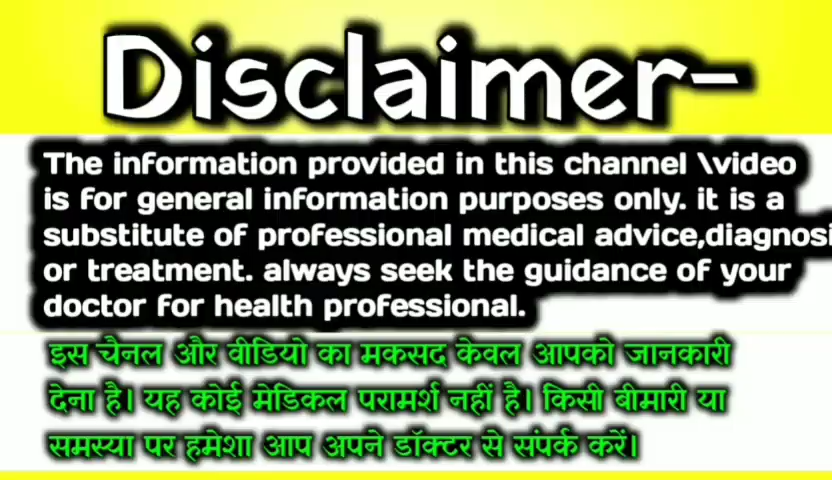 Disclaimer-
The information provided in this channel \video
is for general information purposes only. it is a
substitute of professional medical advice,diagnosi
or treatment. always seek the guidance of your
doctor for health professional.
इस चैनल और वीडियो का मकसद केवल आपको जानकारी
देना है। यह कोई मेडिकल परामर्श नहीं है। किसी बीमारी या
समस्या पर हमेशा आप अपने डॉक्टर से संपर्क करें।